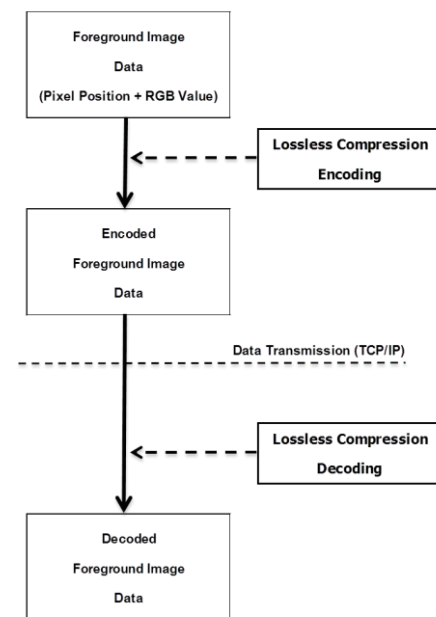 Foreground Image
Data
(Pixel Position + RGB Value)
Lossless Compression
Encoding
Encoded
Foreground Image
Data
Data Transmission (TCP/IP)
Lossless Compression
Decoding
Decoded
Foreground Image
Data